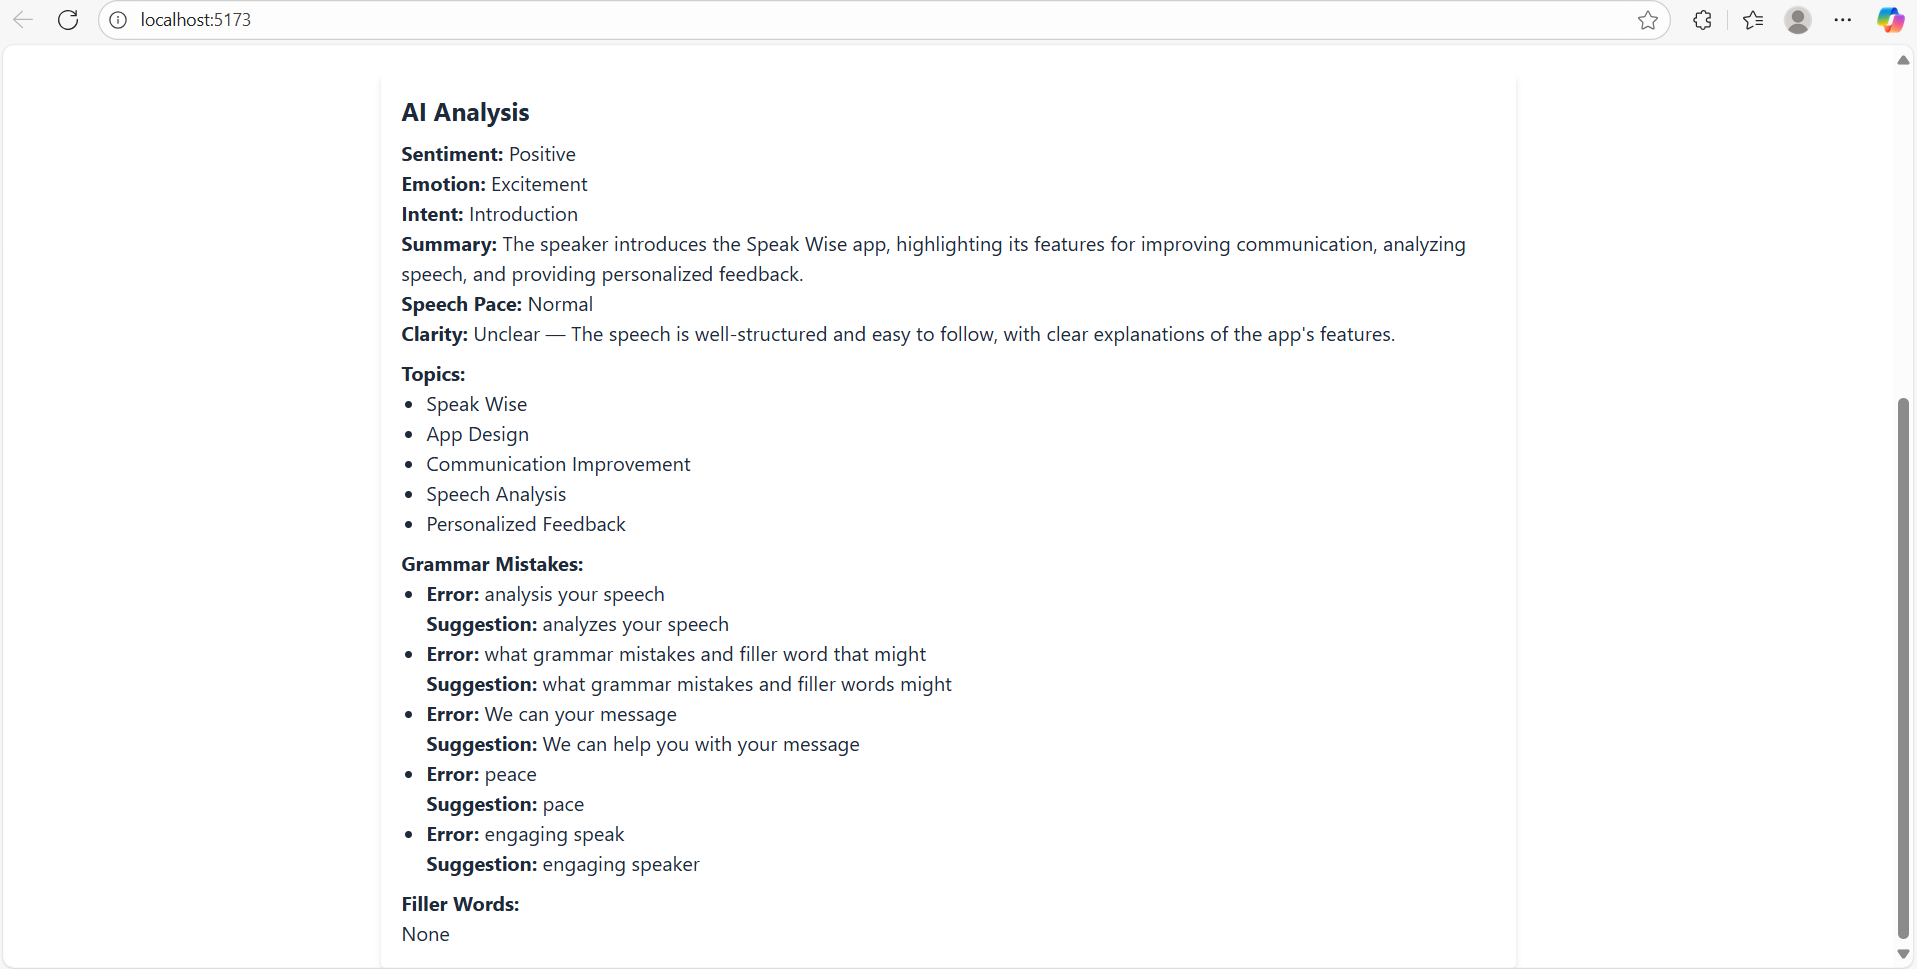 localhost:5173
AI Analysis
Sentiment: Positive
Emotion: Excitement
Intent: Introduction
Summary: The speaker introduces the Speak Wise app, highlighting its features for improving communication, analyzing
speech, and providing personalized feedback.
Speech Pace: Normal
Clarity: Unclear — The speech is well-structured and easy to follow, with clear explanations of the app's features.
Topics:
Speak Wise
App Design
Communication Improvement
Speech Analysis
Personalized Feedback
Grammar Mistakes:
Error: analysis your speech
Suggestion: analyzes your speech
Error: what grammar mistakes and filler word that might
Suggestion: what grammar mistakes and filler words might
Error: We can your message
Suggestion: We can help you with your message
Error: peace
Suggestion: pace
Error: engaging speak
Suggestion: engaging speaker
Filler Words:
None